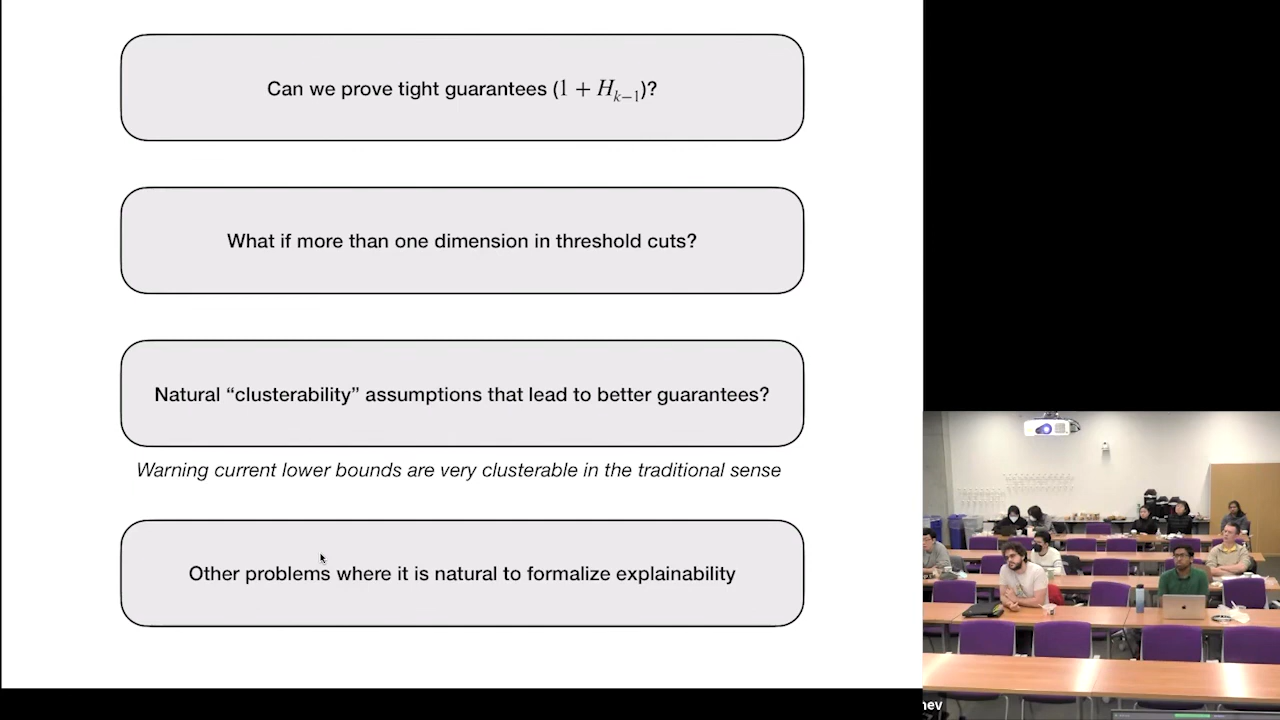 Can we prove tight guarantees (1 + H_{k−1})?
What if more than one dimension in threshold cuts?
Natural “clusterability” assumptions that lead to better guarantees?
Warning current lower bounds are very clusterable in the traditional sense
Other problems where it is natural to formalize explainability